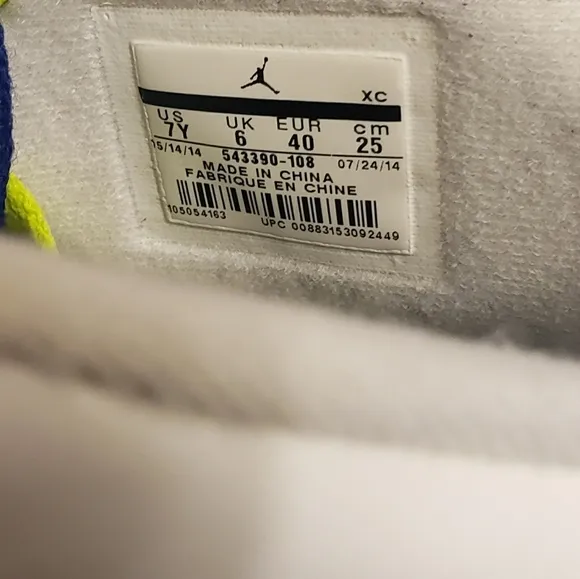 XC
US UK EUR cm
7Y 6 40 25
05/14/14 543390-108 07/24/14
MADE IN CHINA
FABRIQUE EN CHINE
105054163 UPC 00883153092449